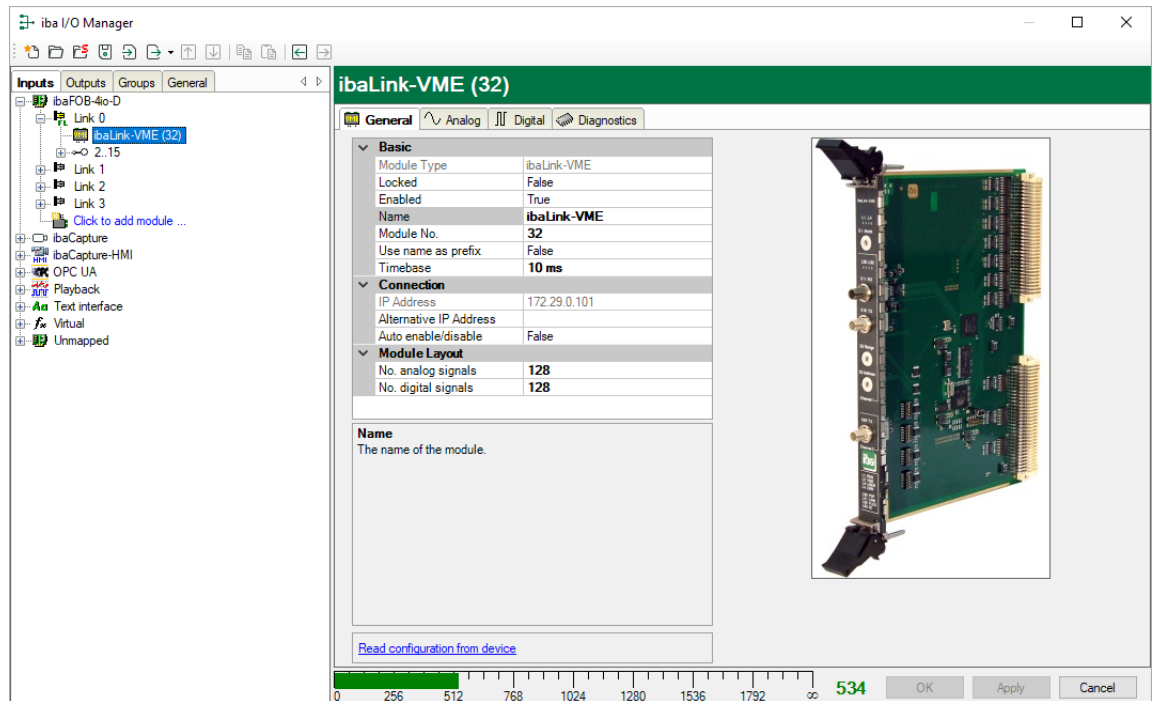 iba I/O Manager
Inputs Outputs Groups General
ibaFOB-4io-D
Link 0
ibaLink-VME (32)
2..15
Link 1
Link 2
Link 3
Click to add module ...
ibaCapture
ibaCapture-HMI
OPC UA
Playback
Text interface
Virtual
Unmapped
ibaLink-VME (32)
General Analog Digital Diagnostics
Basic
Module Type ibaLink-VME
Locked False
Enabled True
Name ibaLink-VME
Module No. 32
Use name as prefix False
Timebase 10 ms
Connection
IP Address 172.29.0.101
Alternative IP Address
Auto enable/disable False
Module Layout
No. analog signals 128
No. digital signals 128
Name
The name of the module.
Read configuration from device
0 256 512 768 1024 1280 1536 1792 ∞ 534 OK Apply Cancel